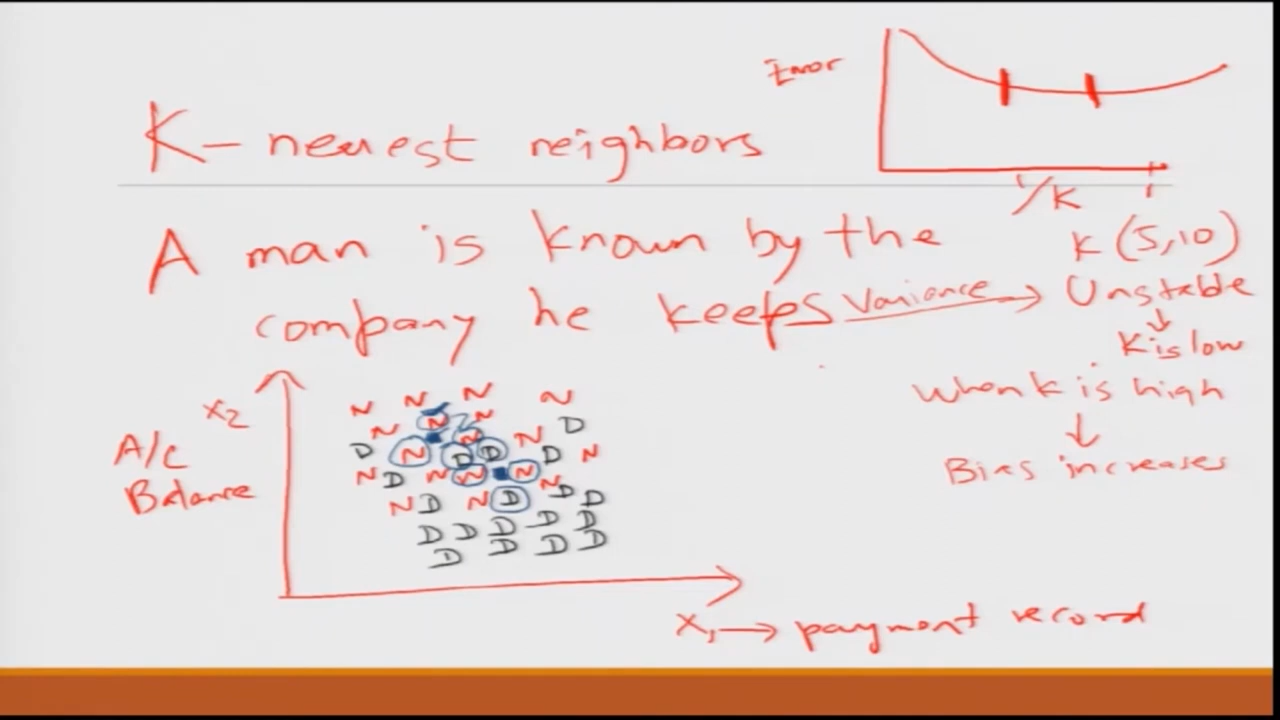 Error
K- nearest neighbors
1/K
1
A man is known by the
K (5,10)
company he keeps
Variance
Unstable
K is low
When k is high
Bias increases
x2
A/C
Balance
N N N N
N N N N N D
D N D D D N
N D N N N N D D
N D N D D
D D D D D
D D D D
x1 → payment record